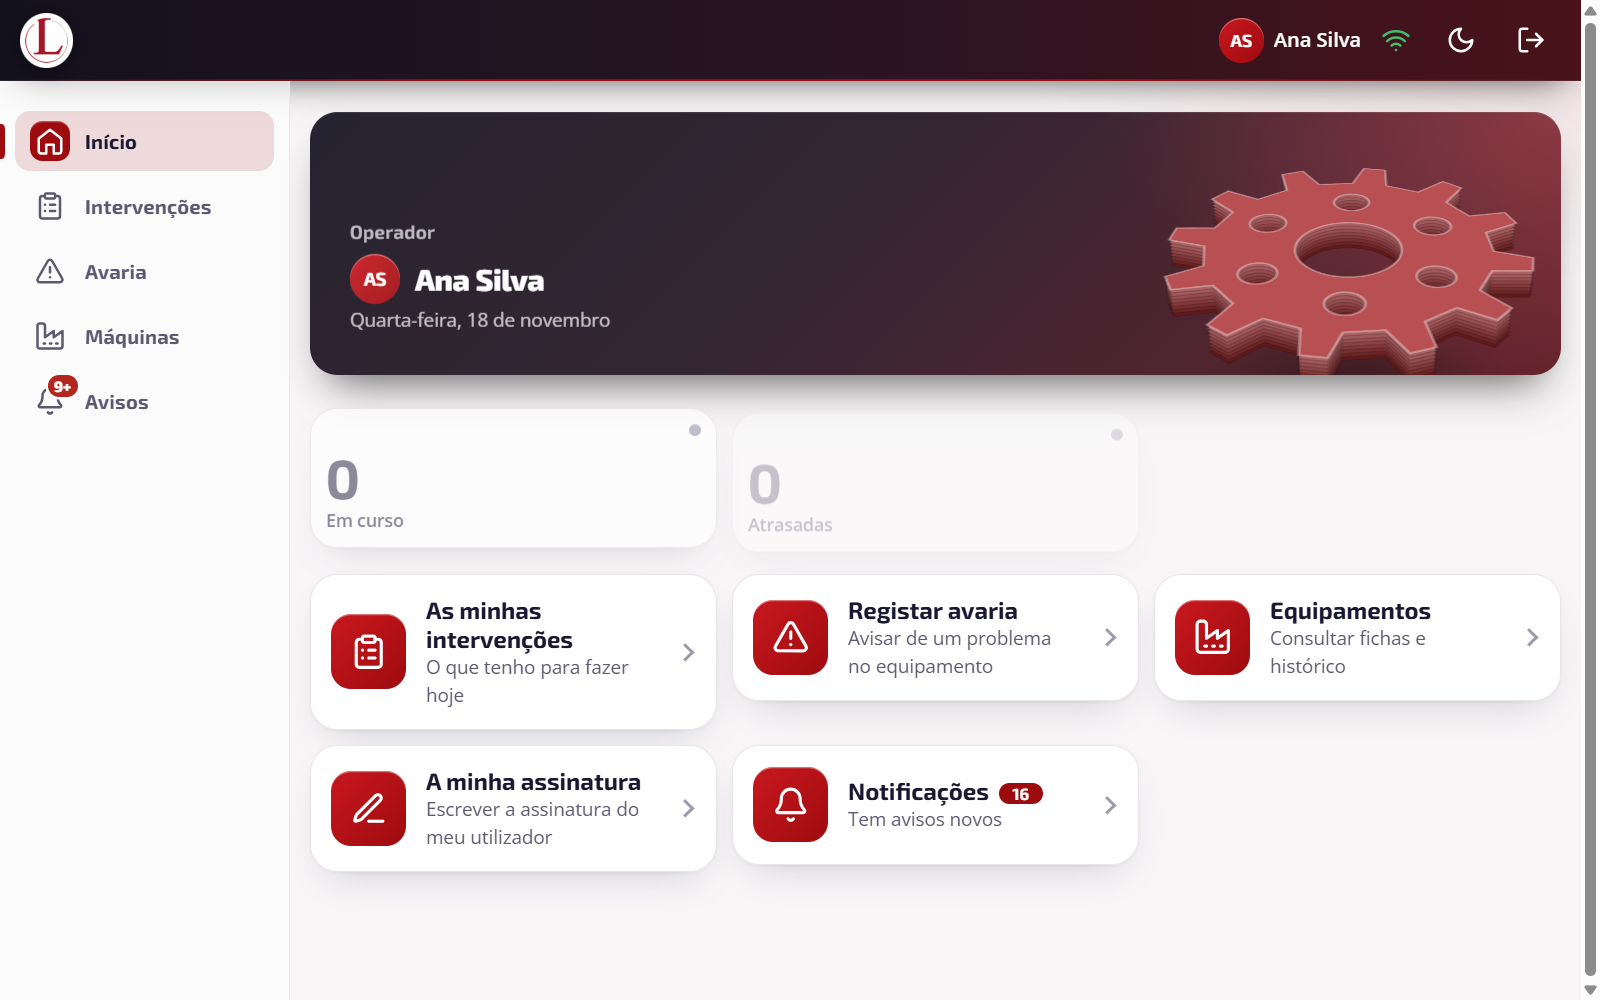 L
AS Ana Silva
Início
Intervenções
Avaria
Máquinas
9+
Avisos
Operador
AS Ana Silva
Quarta-feira, 18 de novembro
0
Em curso
0
Atrasadas
As minhas
intervenções
O que tenho para fazer
hoje
Registar avaria
Avisar de um problema
no equipamento
Equipamentos
Consultar fichas e
histórico
A minha assinatura
Escrever a assinatura do
meu utilizador
Notificações 16
Tem avisos novos